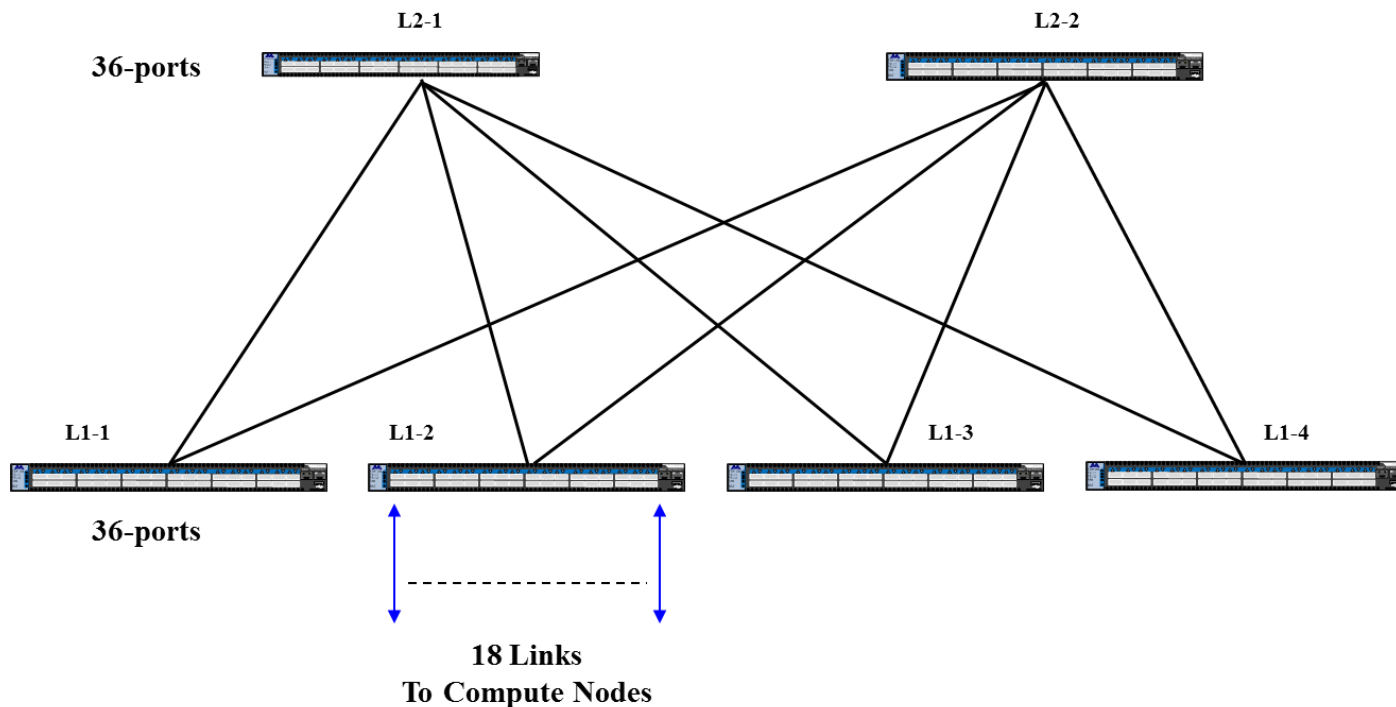 L2-1
L2-2
36-ports
L1-1
L1-2
L1-3
L1-4
36-ports
18 Links
To Compute Nodes